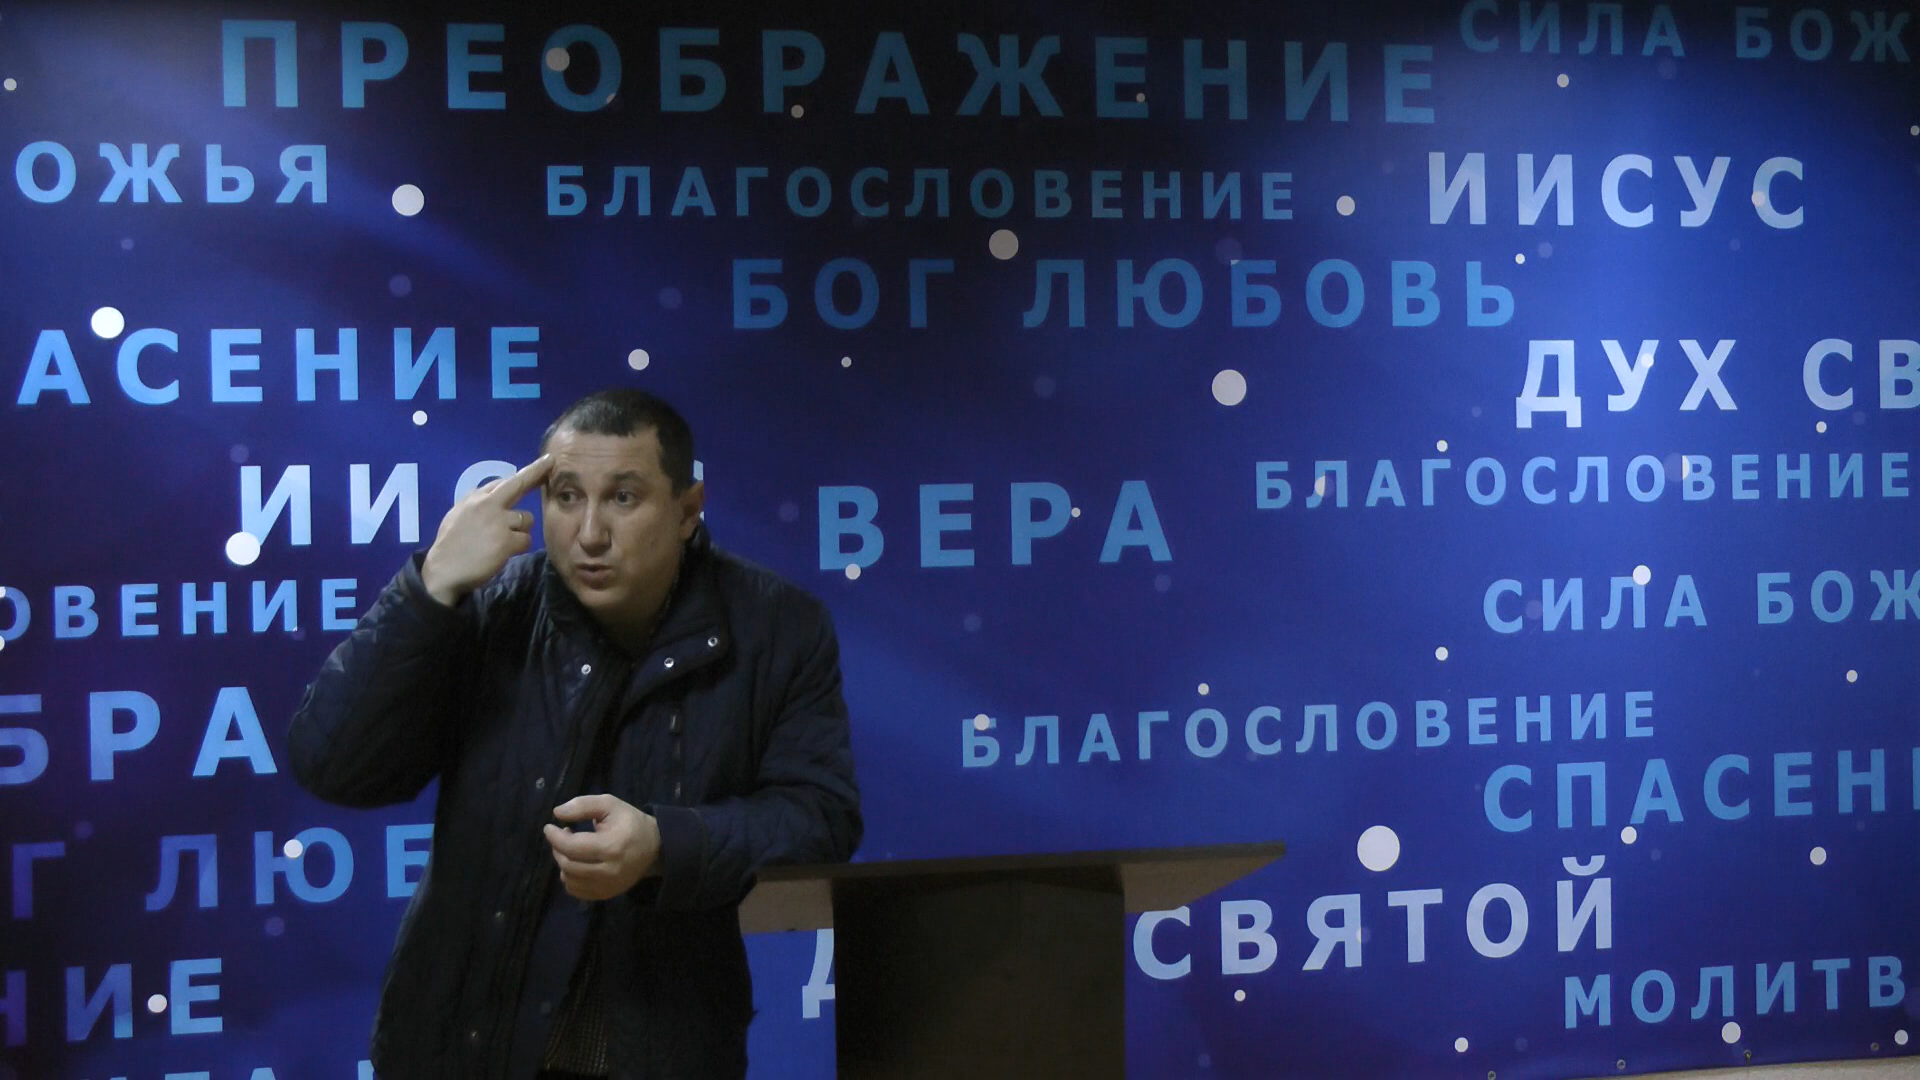 ПРЕОБРАЖЕНИЕ
СИЛА БОЖ
ОЖЬЯ
БЛАГОСЛОВЕНИЕ
ИИСУС
БОГ ЛЮБОВЬ
АСЕНИЕ
ДУХ СВ
ИИС
ВЕРА
БЛАГОСЛОВЕНИЕ
ОВЕНИЕ
СИЛА БОЖ
БРА
БЛАГОСЛОВЕНИЕ
СПАСЕНИ
Г ЛЮБ
Д СВЯТОЙ
НИЕ
МОЛИТВ